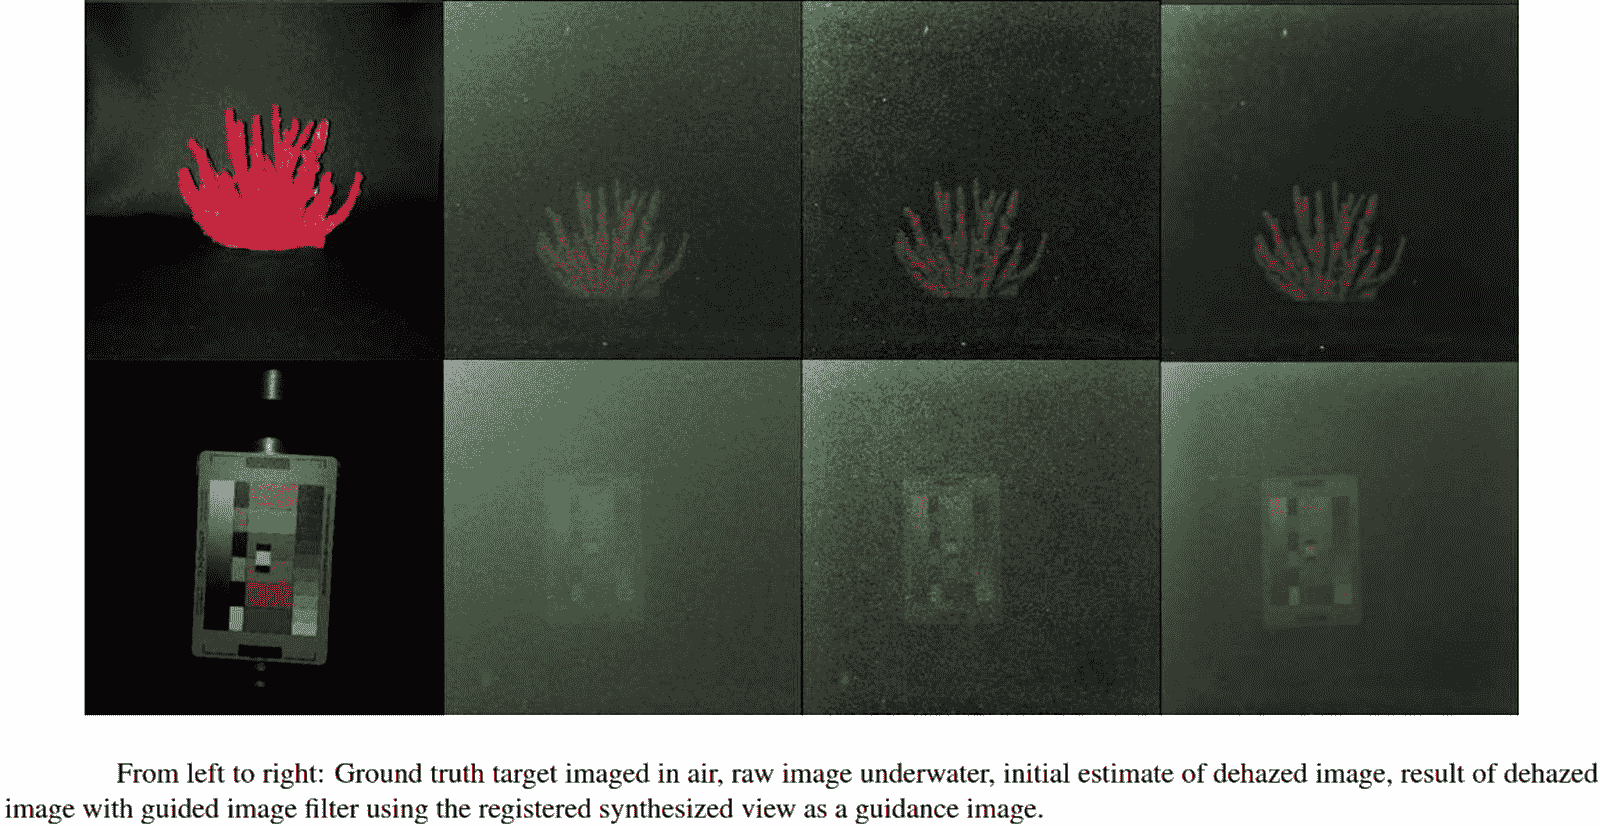 From left to right: Ground truth target imaged in air, raw image underwater, initial estimate of dehazed image, result of dehazed
image with guided image filter using the registered synthesized view as a guidance image.